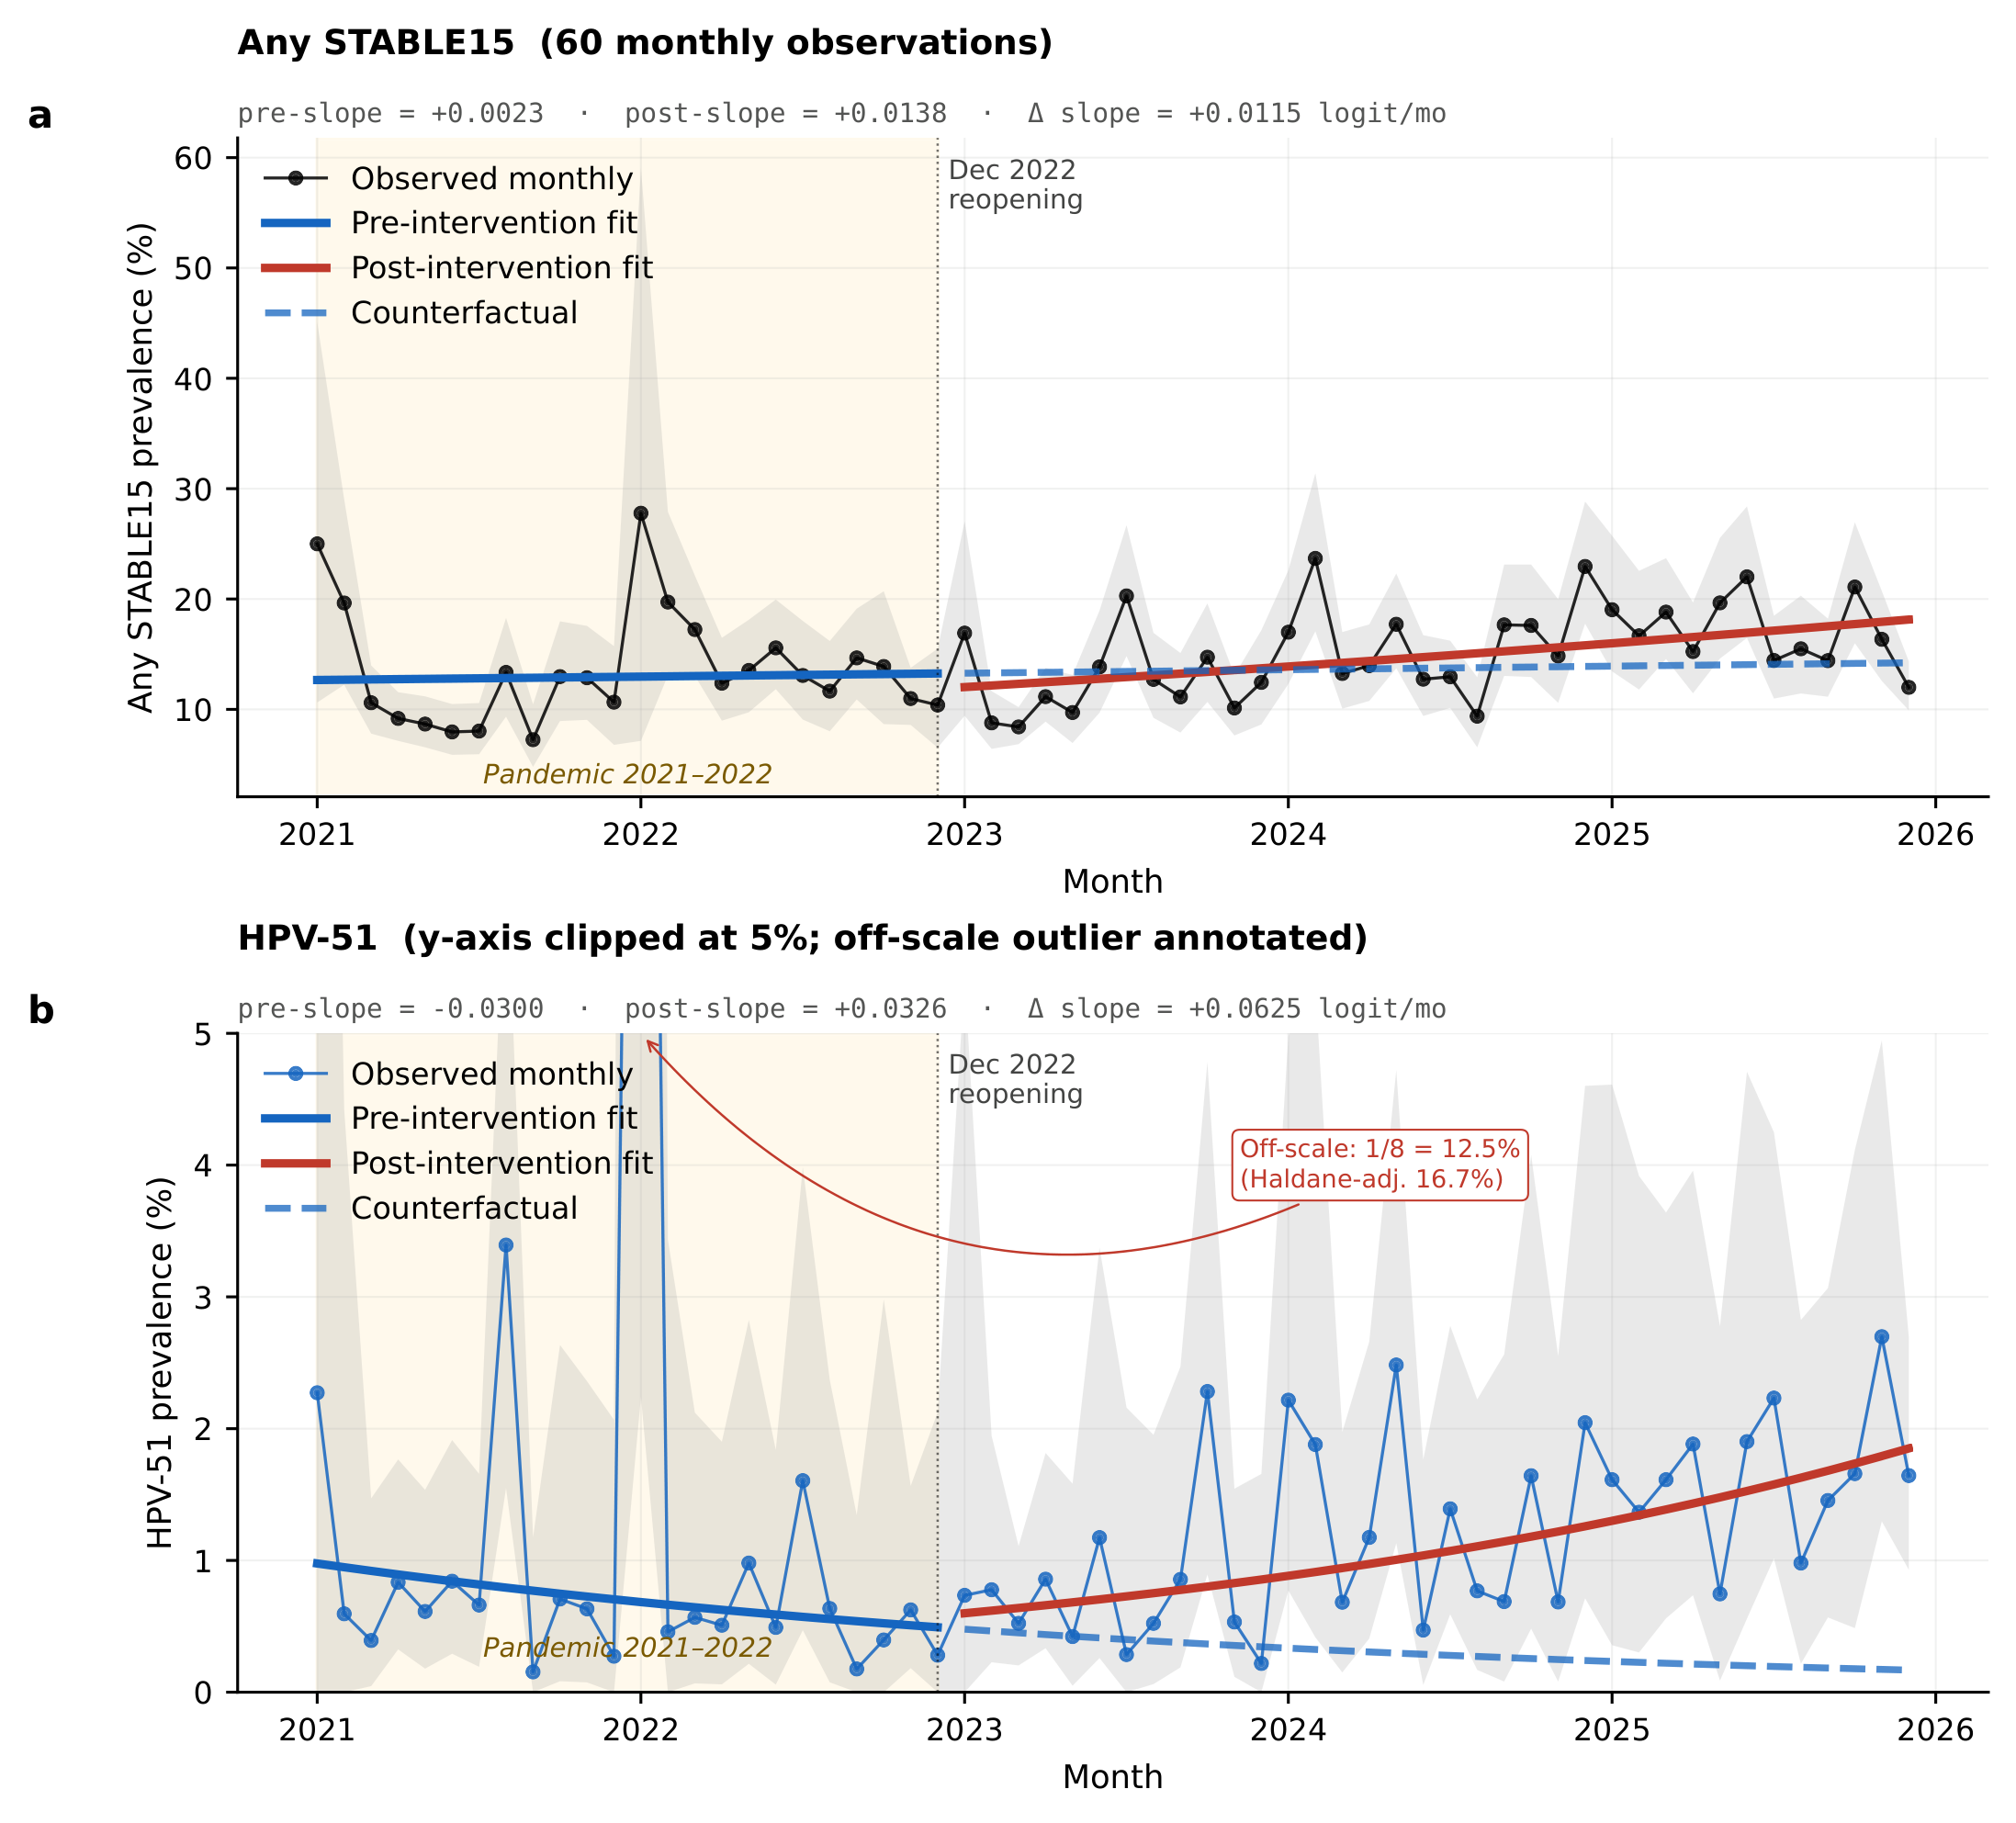 Any STABLE15  (60 monthly observations)
a
pre-slope = +0.0023  ·  post-slope = +0.0138  ·  Δ slope = +0.0115 logit/mo
Observed monthly
Pre-intervention fit
Post-intervention fit
Counterfactual
Dec 2022
reopening
Pandemic 2021–2022
Any STABLE15 prevalence (%)
60
50
40
30
20
10
2021
2022
2023
2024
2025
2026
Month
HPV-51  (y-axis clipped at 5%; off-scale outlier annotated)
b
pre-slope = -0.0300  ·  post-slope = +0.0326  ·  Δ slope = +0.0625 logit/mo
Observed monthly
Pre-intervention fit
Post-intervention fit
Counterfactual
Dec 2022
reopening
Off-scale: 1/8 = 12.5%
(Haldane-adj. 16.7%)
Pandemic 2021–2022
HPV-51 prevalence (%)
5
4
3
2
1
0
2021
2022
2023
2024
2025
2026
Month